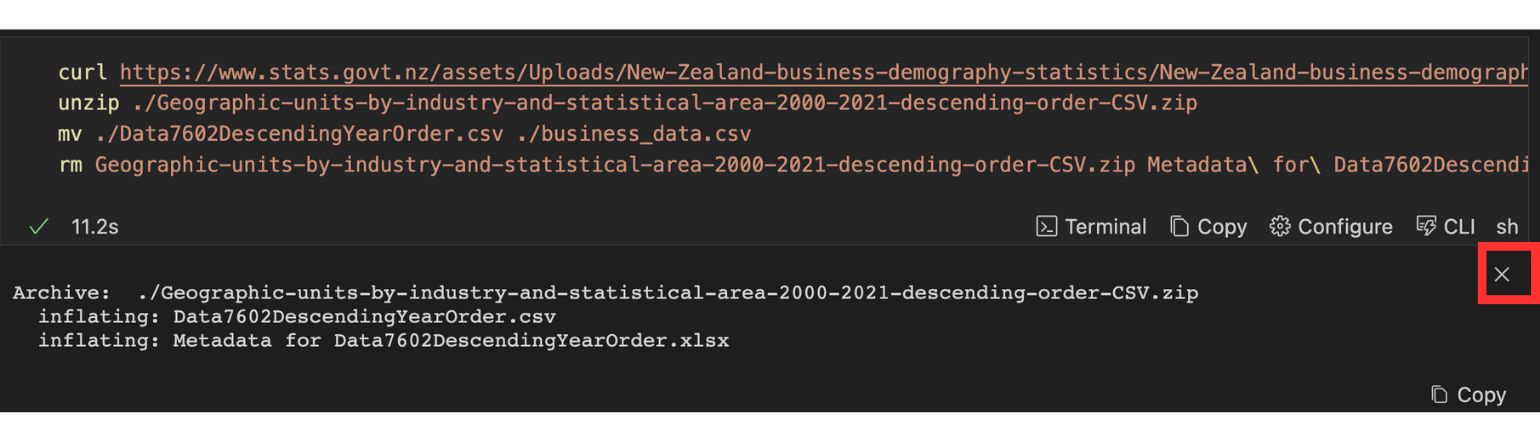 curl https://www.stats.govt.nz/assets/Uploads/New-Zealand-business-demography-statistics/New-Zealand-business-demograph
unzip ./Geographic-units-by-industry-and-statistical-area-2000-2021-descending-order-CSV.zip
mv ./Data7602DescendingYearOrder.csv ./business_data.csv
rm Geographic-units-by-industry-and-statistical-area-2000-2021-descending-order-CSV.zip Metadata\ for\ Data7602Descendi
11.2s Terminal Copy Configure CLI sh
Archive:  ./Geographic-units-by-industry-and-statistical-area-2000-2021-descending-order-CSV.zip
inflating: Data7602DescendingYearOrder.csv
inflating: Metadata for Data7602DescendingYearOrder.xlsx
Copy